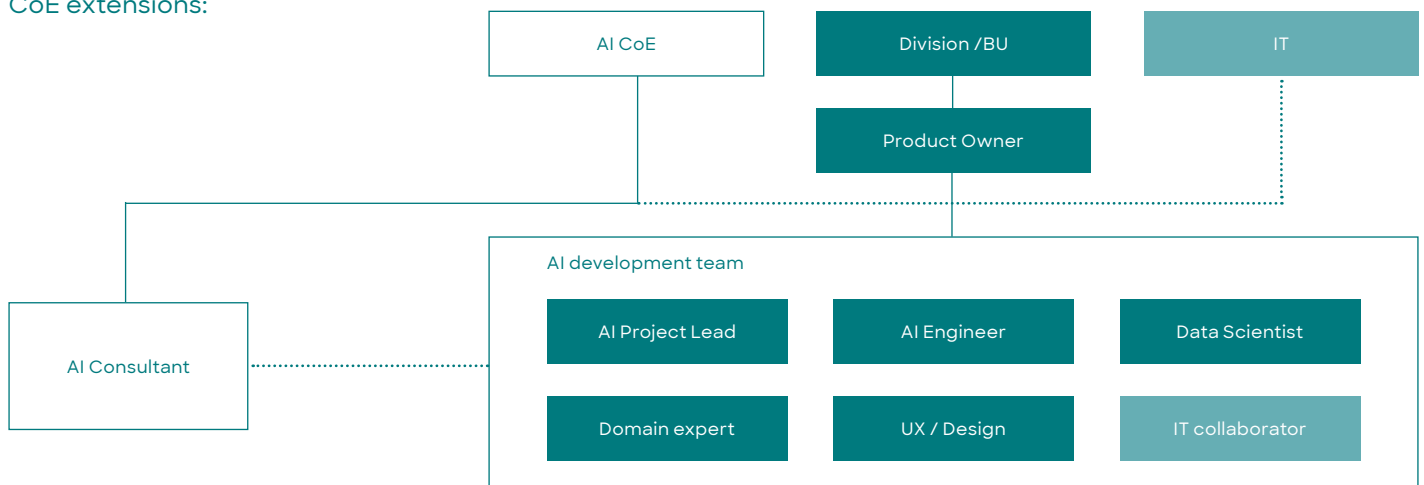 CoE extensions:
AI CoE
Division /BU
IT
Product Owner
AI development team
AI Project Lead
AI Engineer
Data Scientist
AI Consultant
Domain expert
UX / Design
IT collaborator